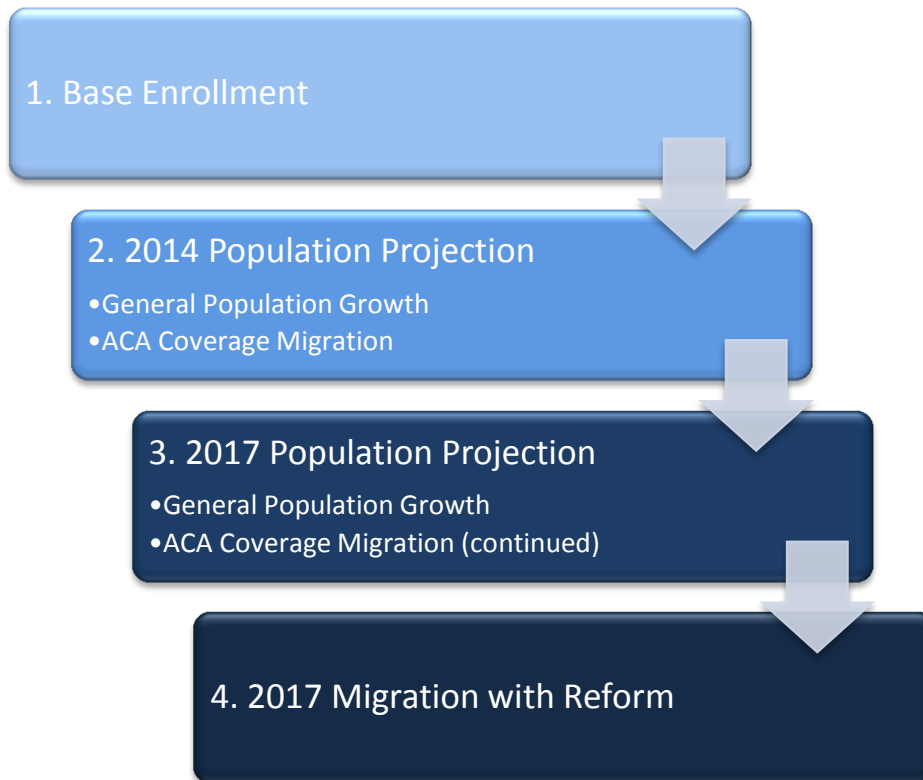 1. Base Enrollment
2. 2014 Population Projection
•General Population Growth
•ACA Coverage Migration
3. 2017 Population Projection
•General Population Growth
•ACA Coverage Migration (continued)
4. 2017 Migration with Reform